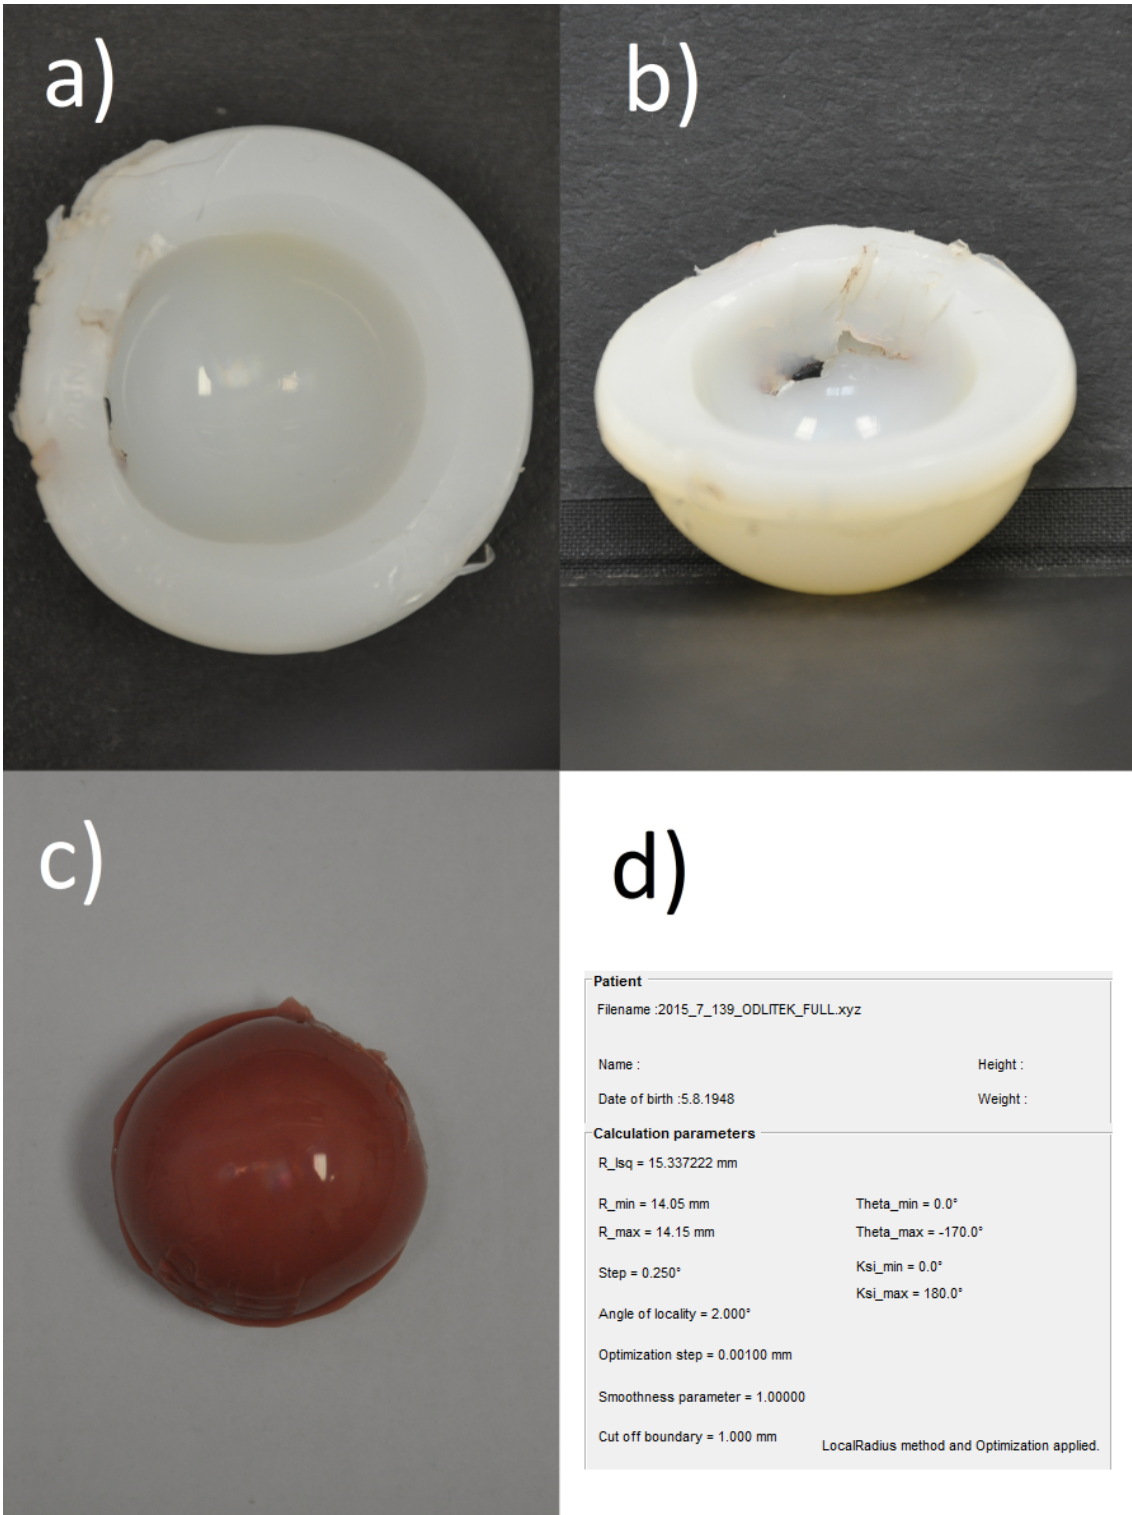 a)
b)
c)
d)
Patient
Filename :2015_7_139_ODLITEK_FULL.xyz
Name :
Height :
Date of birth :5.8.1948
Weight :
Calculation parameters
R_lsq = 15.337222 mm
R_min = 14.05 mm
Theta_min = 0.0°
R_max = 14.15 mm
Theta_max = -170.0°
Step = 0.250°
Ksi_min = 0.0°
Ksi_max = 180.0°
Angle of locality = 2.000°
Optimization step = 0.00100 mm
Smoothness parameter = 1.00000
Cut off boundary = 1.000 mm
LocalRadius method and Optimization applied.